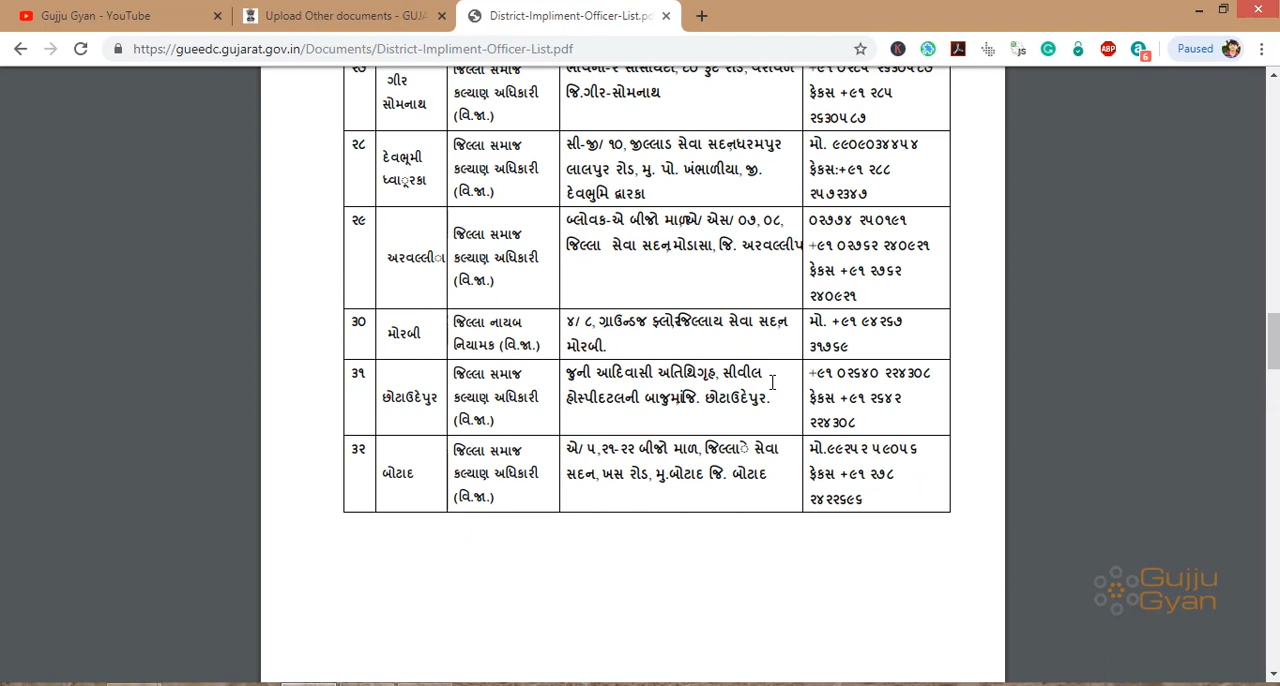 Gujju Gyan - YouTube
Upload Other documents - GUJA
District-Impliment-Officer-List.pd
https://gueedc.gujarat.gov.in/Documents/District-Impliment-Officer-List.pdf
Paused
ગીર
સોમનાથ
જિલ્લા સમાજ
કલ્યાણ અધિકારી
(વિ.જા.)
જિ.ગીર-સોમનાથ
ફેકસ +૯૧ ૨૮૫
૨૬૩૦૫૮૭
૨૮
દેવભૂમી
ધ્વાર્ૂરકા
જિલ્લા સમાજ
કલ્યાણ અધિકારી
(વિ.જા.)
સી-જી/ ૧૦, જીલ્લાડ સેવા સદન,ધરમપુર
લાલપુર રોડ, મુ. પો. ખંભાળીયા, જી.
દેવભુમિ દ્વારકા
મો. ૯૯૦૯૦૩૪૪૫૪
ફેકસ:+૯૧ ૨૮૮
૨૫૭૨૩૪૭
૨૯
અરવલ્લીા
જિલ્લા સમાજ
કલ્યાણ અધિકારી
(વિ.જા.)
બ્લોવક-એ બીજો માળ,એ/ એસ/ ૦૭, ૦૮,
જિલ્લા સેવા સદન,મોડાસા, જિ. અરવલ્લીપ
૦૨૭૭૪ ૨૫૦૧૯૧
+૯૧ ૦૨૭૬૨ ૨૪૦૯૨૧
ફેકસ +૯૧ ૨૭૬૨
૨૪૦૯૨૧
૩૦
મોરબી
જિલ્લા નાયબ
નિયામક (વિ.જા.)
૪/ ૮, ગ્રાઉન્ડજ ફ્લોર,જિલ્લાય સેવા સદન,
મોરબી.
મો. +૯૧ ૯૪૨૬૭
૩૧૭૬૯
૩૧
છોટાઉદેપુર
જિલ્લા સમાજ
કલ્યાણ અધિકારી
(વિ.જા.)
જુની આદિવાસી અતિથિગૃહ, સીવીલ
હોસ્પીદટલની બાજુમાં,જિ. છોટાઉદેપુર.
+૯૧ ૦૨૬૪૦ ૨૨૪૩૦૮
ફેકસ +૯૧ ૨૬૪૨
૨૨૪૩૦૮
૩૨
બોટાદ
જિલ્લા સમાજ
કલ્યાણ અધિકારી
(વિ.જા.)
એ/ ૫,૨૧-૨૨ બીજો માળ, જિલ્લાે સેવા
સદન, ખસ રોડ, મુ.બોટાદ જિ. બોટાદ
મો.૯૯૨૫૨ ૫૯૦૫૬
ફેકસ +૯૧ ૨૭૮
૨૪૨૨૬૯૬
Gujju
Gyan